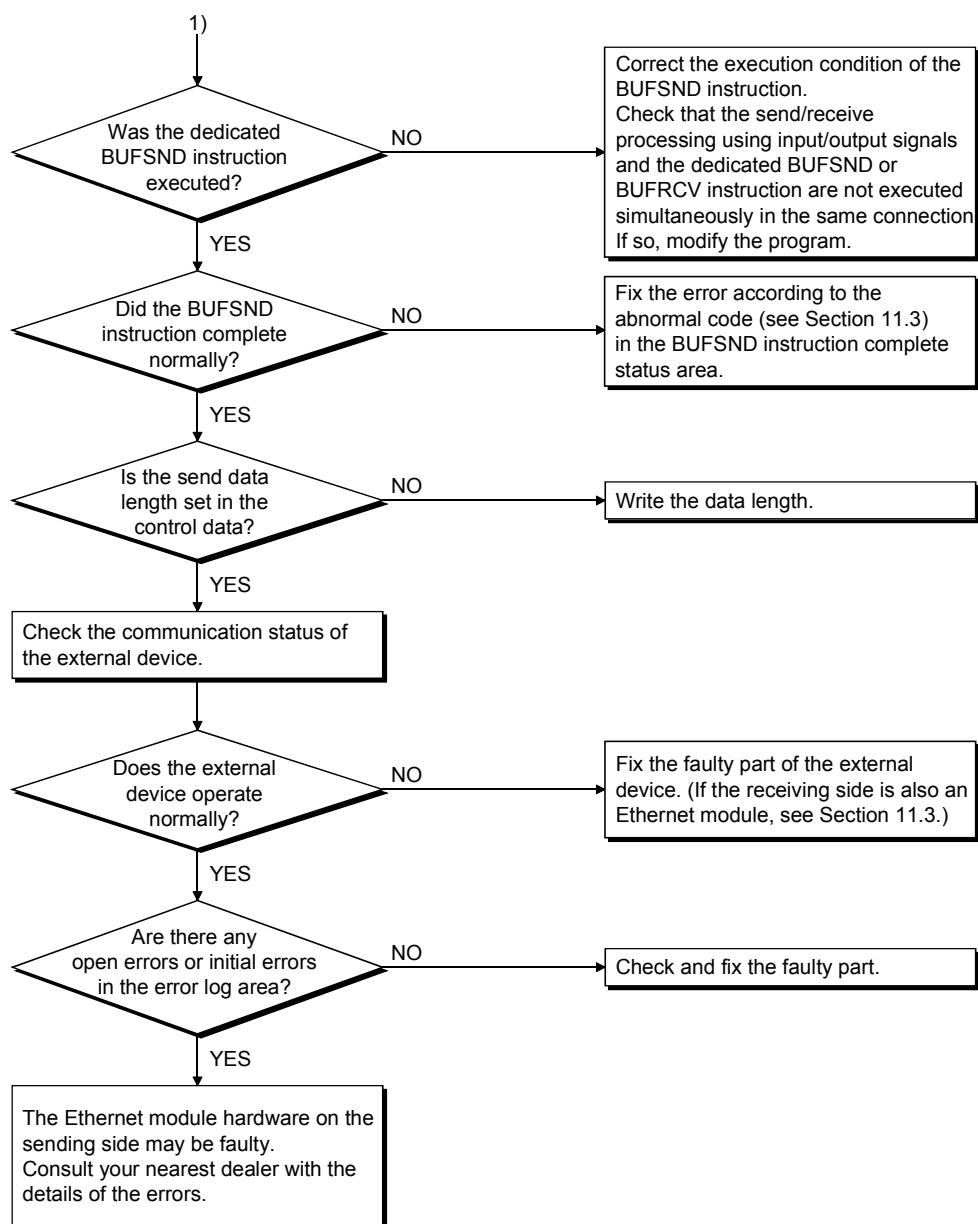 1)
Was the dedicated
BUFSND instruction
executed?
NO
Correct the execution condition of the
BUFSND instruction.
Check that the send/receive
processing using input/output signals
and the dedicated BUFSND or
BUFRCV instruction are not executed
simultaneously in the same connection
If so, modify the program.
YES
Did the BUFSND
instruction complete
normally?
NO
Fix the error according to the
abnormal code (see Section 11.3)
in the BUFSND instruction complete
status area.
YES
Is the send data
length set in the
control data?
NO
Write the data length.
YES
Check the communication status of
the external device.
Does the external
device operate
normally?
NO
Fix the faulty part of the external
device. (If the receiving side is also an
Ethernet module, see Section 11.3.)
YES
Are there any
open errors or initial errors
in the error log area?
NO
Check and fix the faulty part.
YES
The Ethernet module hardware on the
sending side may be faulty.
Consult your nearest dealer with the
details of the errors.